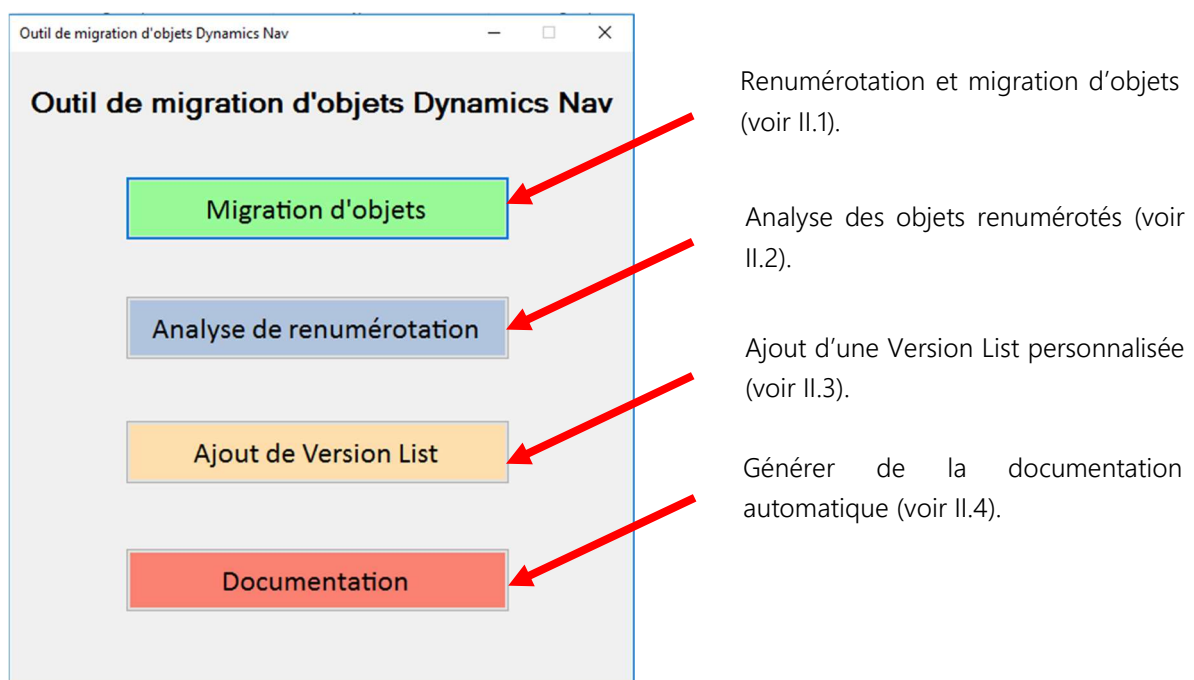 Outil de migration d'objets Dynamics Nav
Outil de migration d'objets Dynamics Nav
Migration d'objets
Analyse de renumérotation
Ajout de Version List
Documentation
Renumérotation et migration d’objets
(voir II.1).
Analyse des objets renumérotés (voir
II.2).
Ajout d’une Version List personnalisée
(voir II.3).
Générer de la documentation
automatique (voir II.4).